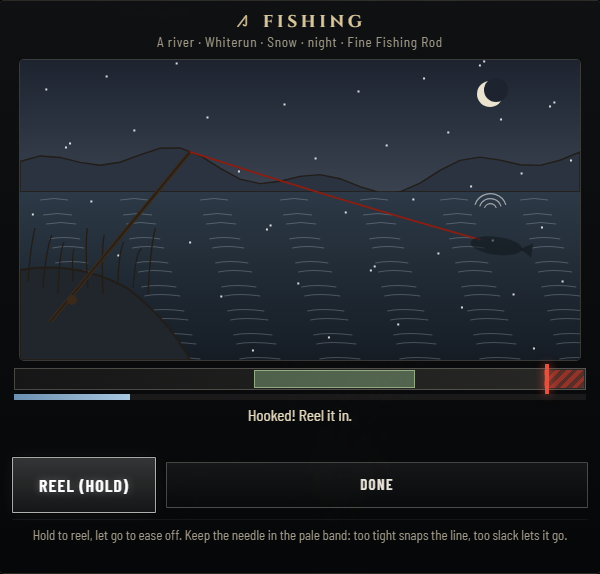 FISHING
A river · Whiterun · Snow · night · Fine Fishing Rod
Hooked! Reel it in.
REEL (HOLD)
DONE
Hold to reel, let go to ease off. Keep the needle in the pale band: too tight snaps the line, too slack lets it go.